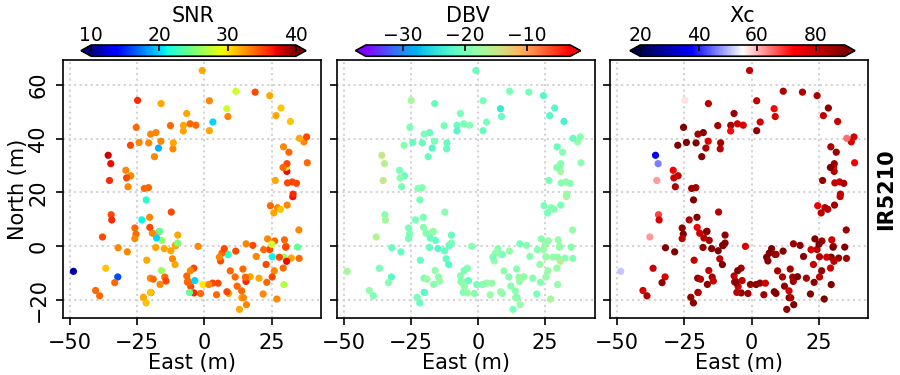 SNR DBV Xc
10 20 30 40 −30 −20 −10 20 40 60 80
60
40
20
0
−20
North (m)
IR5210
−50 −25 0 25 −50 −25 0 25 −50 −25 0 25
East (m) East (m) East (m)